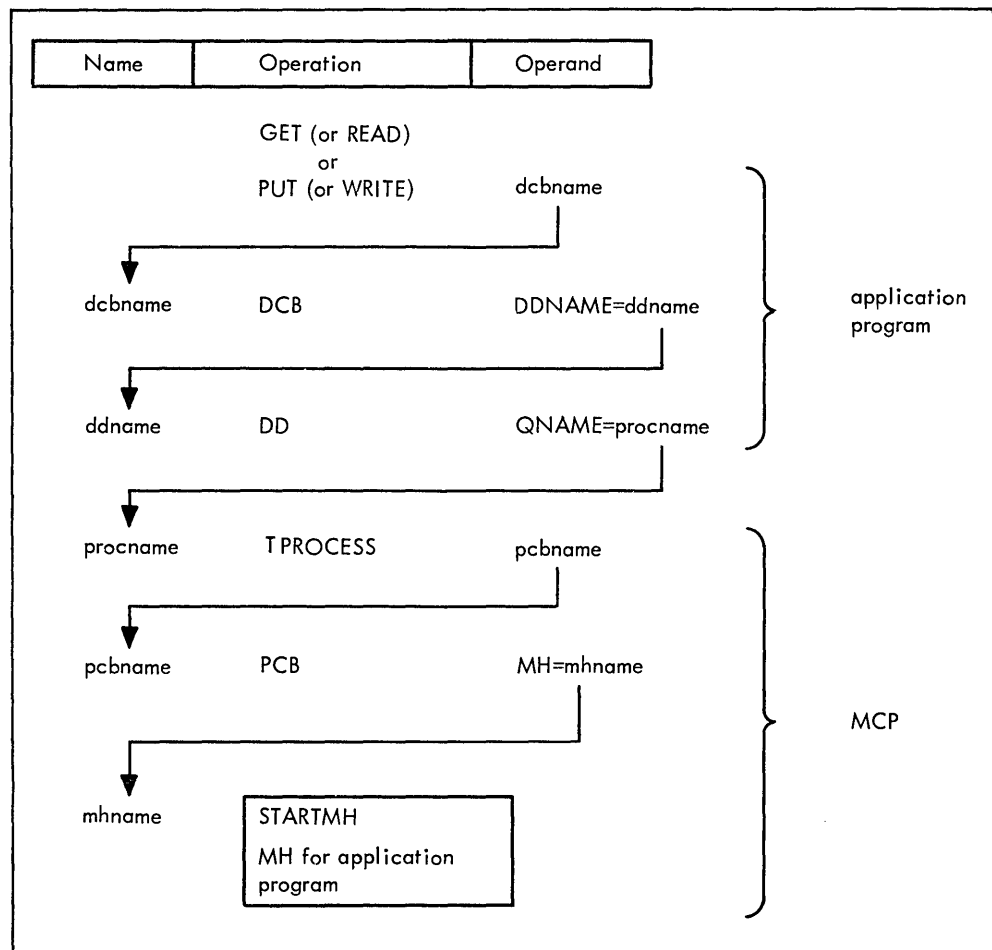 Name Operation Operand
GET (or READ)
or
PUT (or WRITE) dcbname
dcbname DCB DDNAME=ddname
application
program
ddname DD QNAME=procname
procname TPROCESS pcbname
pcbname PCB MH=mhname
MCP
mhname STARTMH
MH for application
program